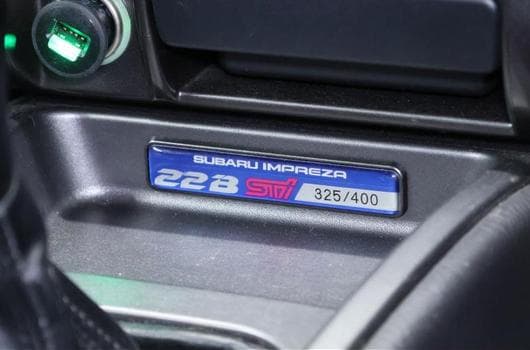 SUBARU IMPREZA
22B STi 325/400